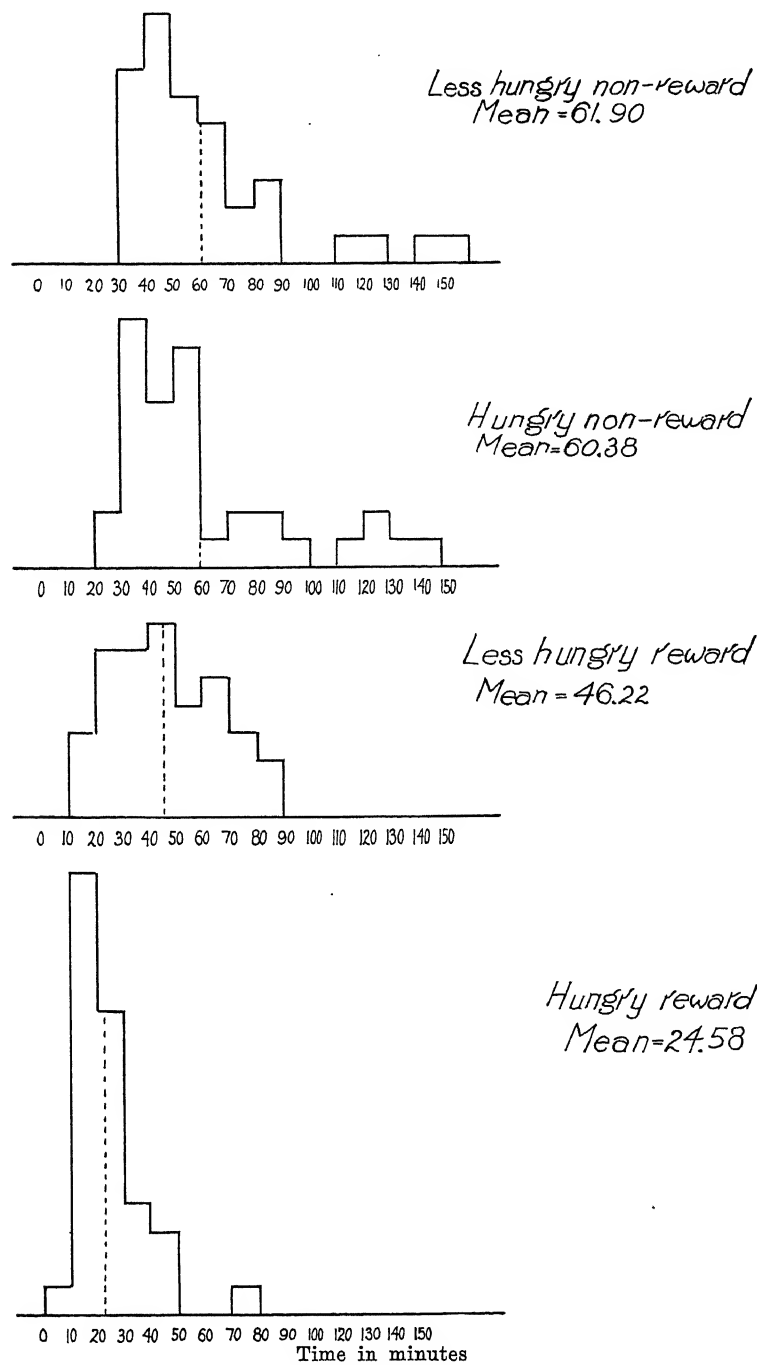 Less hungry non-reward
Mean = 61.90
0 10 20 30 40 50 60 70 80 90 100 110 120 130 140 150
Hungry non-reward
Mean=60.38
0 10 20 30 40 50 60 70 80 90 100 110 120 130 140 150
Less hungry reward
Mean = 46.22
0 10 20 30 40 50 60 70 80 90 100 110 120 130 140 150
Hungry reward
Mean=24.58
0 10 20 30 40 50 60 70 80 90 100 110 120 130 140 150
Time in minutes